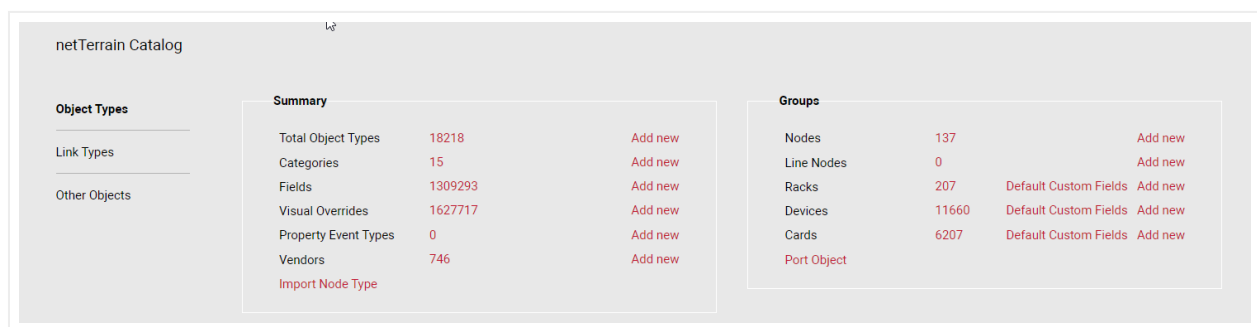 netTerrain Catalog
Object Types
Link Types
Other Objects
Summary
Total Object Types 18218 Add new
Categories 15 Add new
Fields 1309293 Add new
Visual Overrides 1627717 Add new
Property Event Types 0 Add new
Vendors 746 Add new
Import Node Type
Groups
Nodes 137 Add new
Line Nodes 0 Add new
Racks 207 Default Custom Fields Add new
Devices 11660 Default Custom Fields Add new
Cards 6207 Default Custom Fields Add new
Port Object